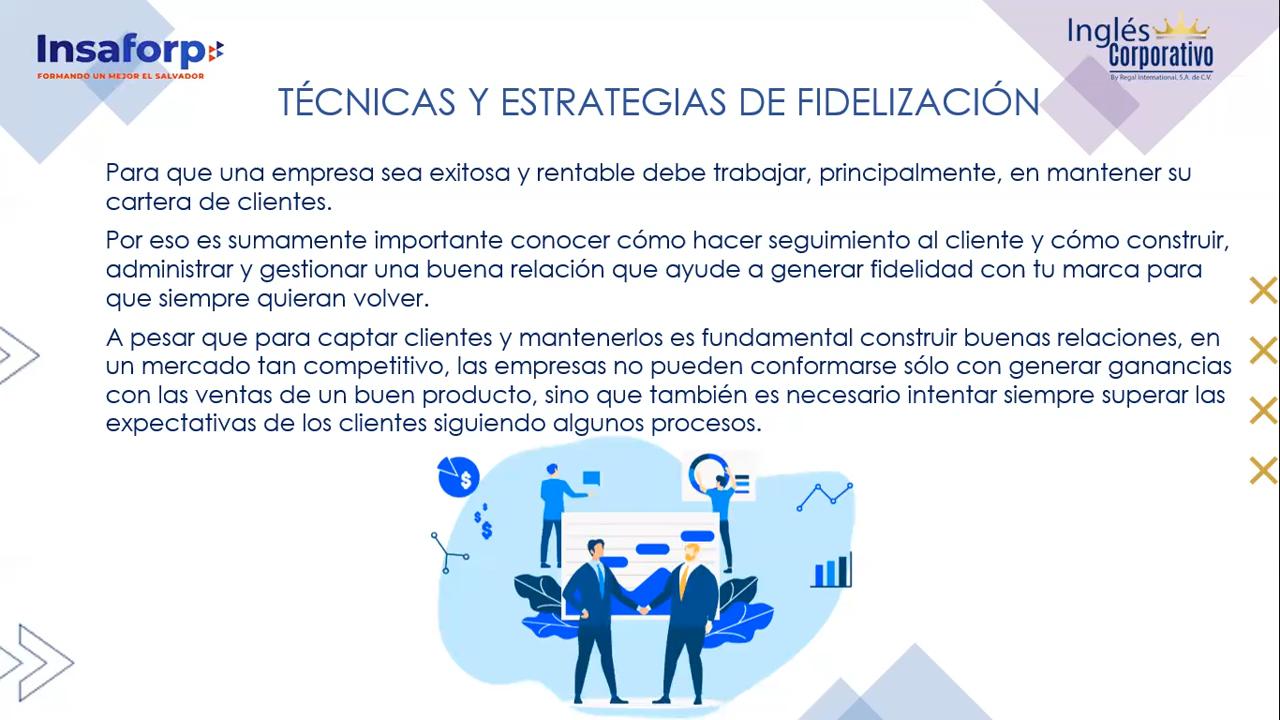 Insaforp
FORMANDO UN MEJOR EL SALVADOR
Inglés
Corporativo
By Regal International, S.A. de C.V.
TÉCNICAS Y ESTRATEGIAS DE FIDELIZACIÓN
Para que una empresa sea exitosa y rentable debe trabajar, principalmente, en mantener su
cartera de clientes.
Por eso es sumamente importante conocer cómo hacer seguimiento al cliente y cómo construir,
administrar y gestionar una buena relación que ayude a generar fidelidad con tu marca para
que siempre quieran volver.
A pesar que para captar clientes y mantenerlos es fundamental construir buenas relaciones, en
un mercado tan competitivo, las empresas no pueden conformarse sólo con generar ganancias
con las ventas de un buen producto, sino que también es necesario intentar siempre superar las
expectativas de los clientes siguiendo algunos procesos.
$
$
$
$